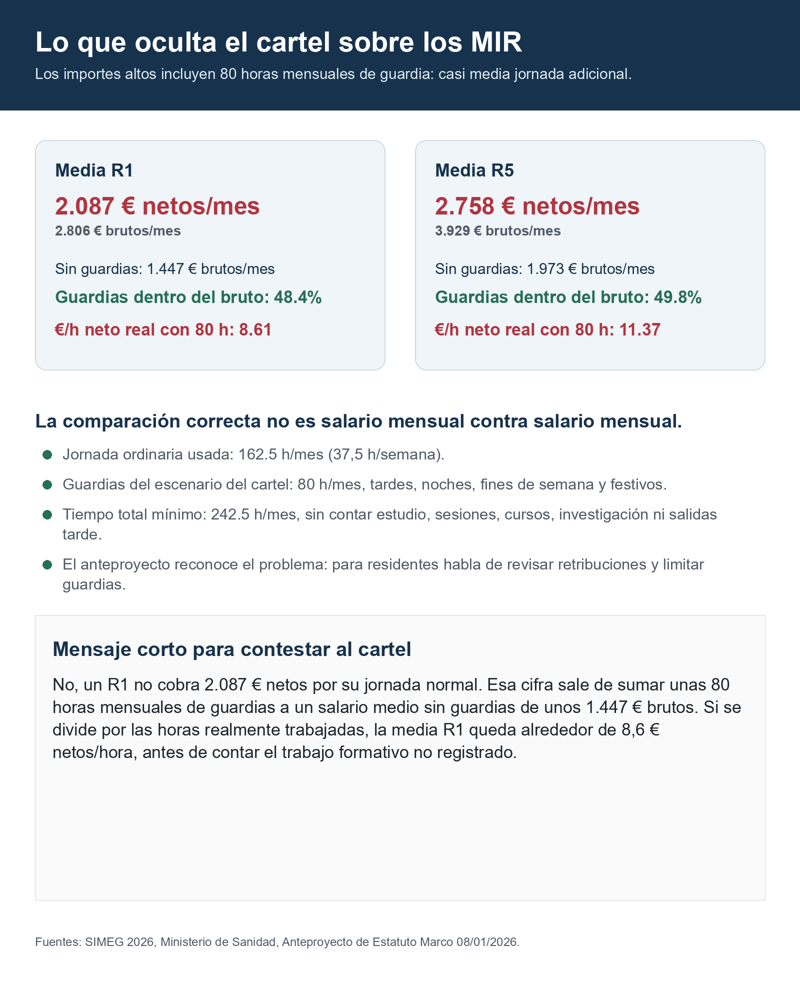 Lo que oculta el cartel sobre los MIR
Los importes altos incluyen 80 horas mensuales de guardia: casi media jornada adicional.
Media R1
2.087 € netos/mes
2.806 € brutos/mes
Sin guardias: 1.447 € brutos/mes
Guardias dentro del bruto: 48.4%
€/h neto real con 80 h: 8.61
Media R5
2.758 € netos/mes
3.929 € brutos/mes
Sin guardias: 1.973 € brutos/mes
Guardias dentro del bruto: 49.8%
€/h neto real con 80 h: 11.37
La comparación correcta no es salario mensual contra salario mensual.
Jornada ordinaria usada: 162.5 h/mes (37,5 h/semana).
Guardias del escenario del cartel: 80 h/mes, tardes, noches, fines de semana y festivos.
Tiempo total mínimo: 242.5 h/mes, sin contar estudio, sesiones, cursos, investigación ni salidas
tarde.
El anteproyecto reconoce el problema: para residentes habla de revisar retribuciones y limitar
guardias.
Mensaje corto para contestar al cartel
No, un R1 no cobra 2.087 € netos por su jornada normal. Esa cifra sale de sumar unas 80
horas mensuales de guardias a un salario medio sin guardias de unos 1.447 € brutos. Si se
divide por las horas realmente trabajadas, la media R1 queda alrededor de 8,6 €
netos/hora, antes de contar el trabajo formativo no registrado.
Fuentes: SIMEG 2026, Ministerio de Sanidad, Anteproyecto de Estatuto Marco 08/01/2026.